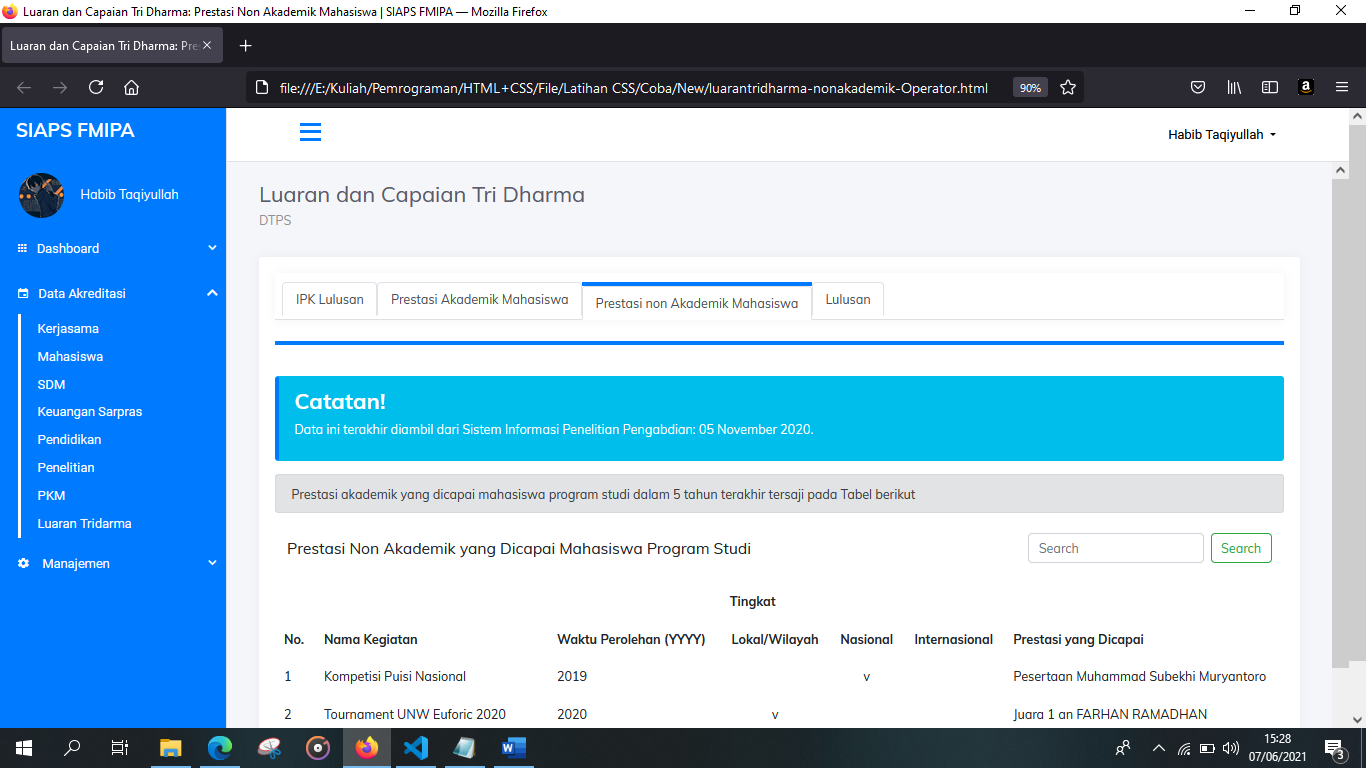 Luaran dan Capaian Tri Dharma: Prestasi Non Akademik Mahasiswa | SIAPS FMIPA — Mozilla Firefox
Luaran dan Capaian Tri Dharma: Pre
file:///E:/Kuliah/Pemrograman/HTML+CSS/File/Latihan CSS/Coba/New/luarantridharma-nonakademik-Operator.html
90%
SIAPS FMIPA
Habib Taqiyullah
Habib Taqiyullah
Dashboard
Data Akreditasi
Kerjasama
Mahasiswa
SDM
Keuangan Sarpras
Pendidikan
Penelitian
PKM
Luaran Tridarma
Manajemen
Luaran dan Capaian Tri Dharma
DTPS
IPK Lulusan
Prestasi Akademik Mahasiswa
Prestasi non Akademik Mahasiswa
Lulusan
Catatan!
Data ini terakhir diambil dari Sistem Informasi Penelitian Pengabdian: 05 November 2020.
Prestasi akademik yang dicapai mahasiswa program studi dalam 5 tahun terakhir tersaji pada Tabel berikut
Prestasi Non Akademik yang Dicapai Mahasiswa Program Studi
Search
Search
Tingkat
No. Nama Kegiatan Waktu Perolehan (YYYY) Lokal/Wilayah Nasional Internasional Prestasi yang Dicapai
1 Kompetisi Puisi Nasional 2019 v Pesertaan Muhammad Subekhi Muryantoro
2 Tournament UNW Euforic 2020 2020 v Juara 1 an FARHAN RAMADHAN
15:28
07/06/2021
3